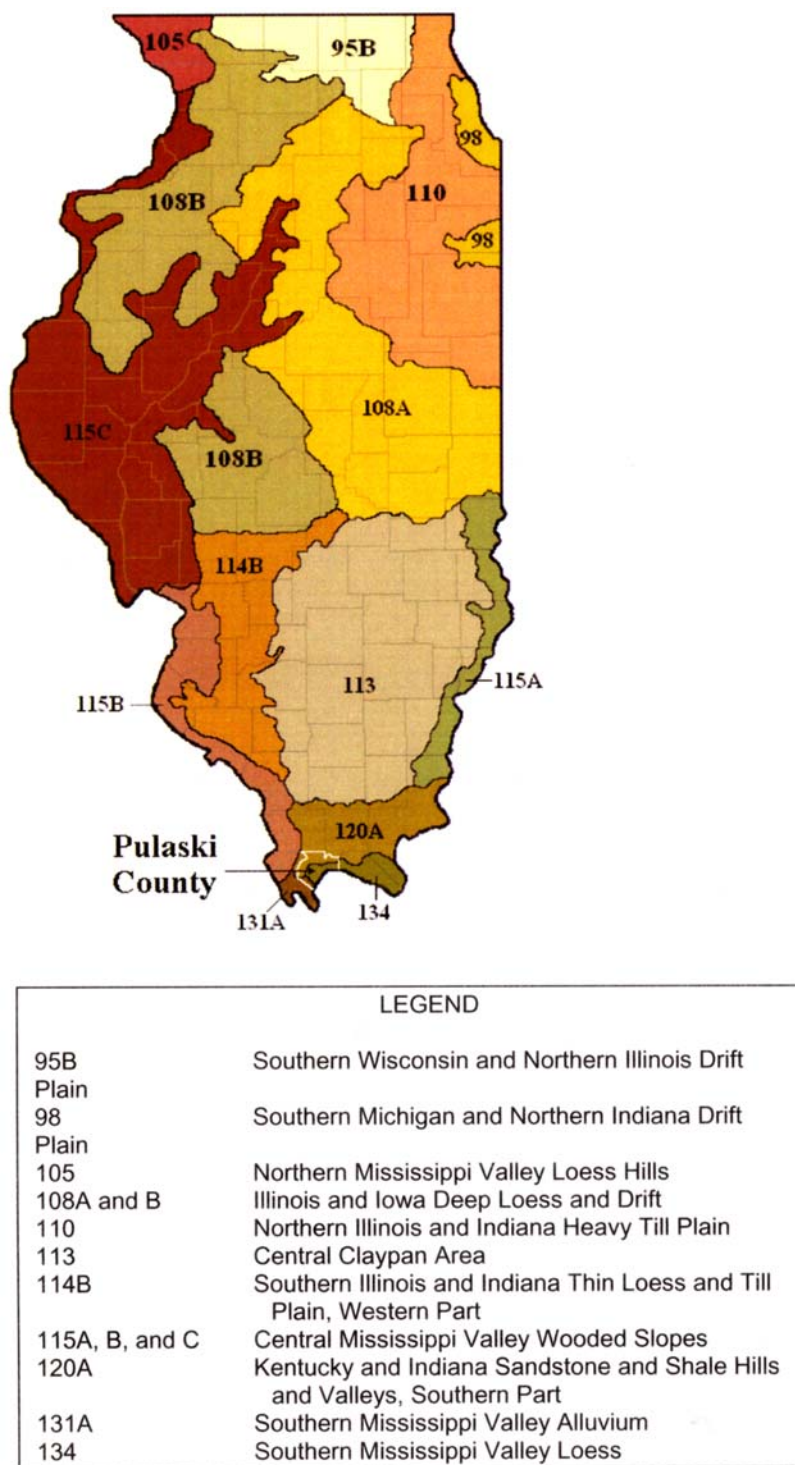 105
95B
98
108B
110
98
108A
115C
108B
114B
113
115A
115B
120A
Pulaski
County
131A
134
LEGEND
95B Southern Wisconsin and Northern Illinois Drift
Plain
98 Southern Michigan and Northern Indiana Drift
Plain
105 Northern Mississippi Valley Loess Hills
108A and B Illinois and Iowa Deep Loess and Drift
110 Northern Illinois and Indiana Heavy Till Plain
113 Central Claypan Area
114B Southern Illinois and Indiana Thin Loess and Till
Plain, Western Part
115A, B, and C Central Mississippi Valley Wooded Slopes
120A Kentucky and Indiana Sandstone and Shale Hills
and Valleys, Southern Part
131A Southern Mississippi Valley Alluvium
134 Southern Mississippi Valley Loess